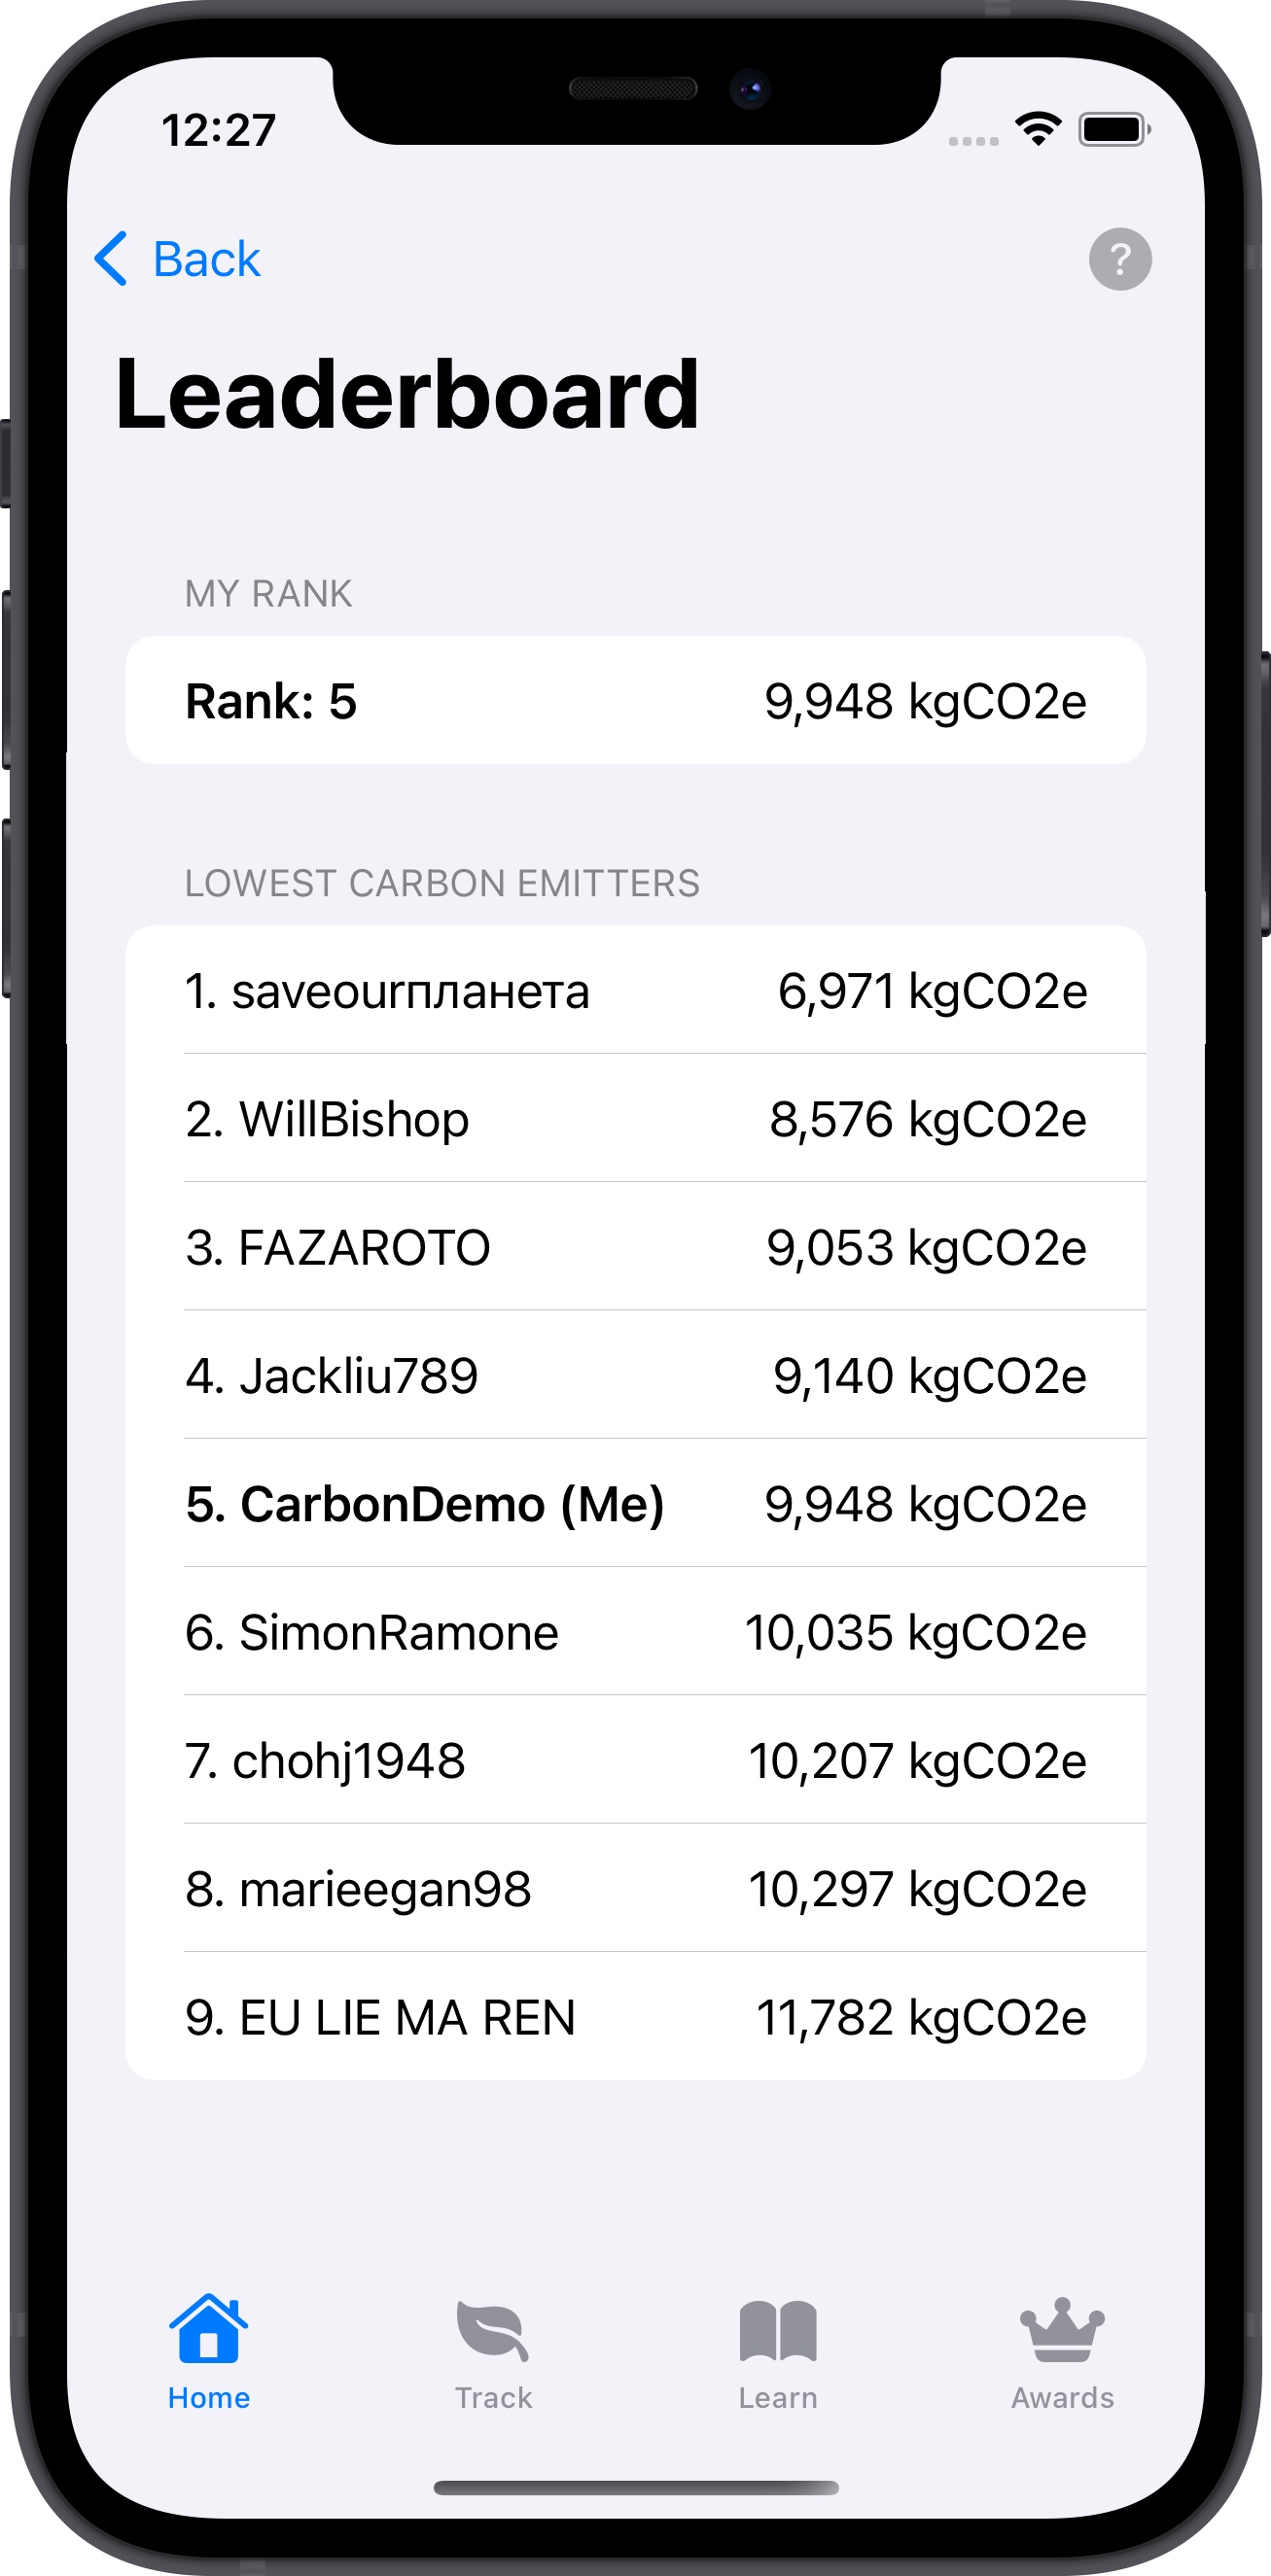 12:27
Back
?
Leaderboard
MY RANK
Rank: 5 9,948 kgCO2e
LOWEST CARBON EMITTERS
1. saveourпланета 6,971 kgCO2e
2. WillBishop 8,576 kgCO2e
3. FAZAROTO 9,053 kgCO2e
4. Jackliu789 9,140 kgCO2e
5. CarbonDemo (Me) 9,948 kgCO2e
6. SimonRamone 10,035 kgCO2e
7. chohj1948 10,207 kgCO2e
8. marieegan98 10,297 kgCO2e
9. EU LIE MA REN 11,782 kgCO2e
Home Track Learn Awards